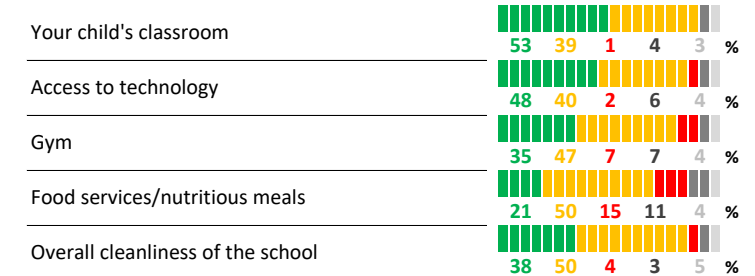 Your child's classroom
53 39 1 4 3 %
Access to technology
48 40 2 6 4 %
Gym
35 47 7 7 4 %
Food services/nutritious meals
21 50 15 11 4 %
Overall cleanliness of the school
38 50 4 3 5 %